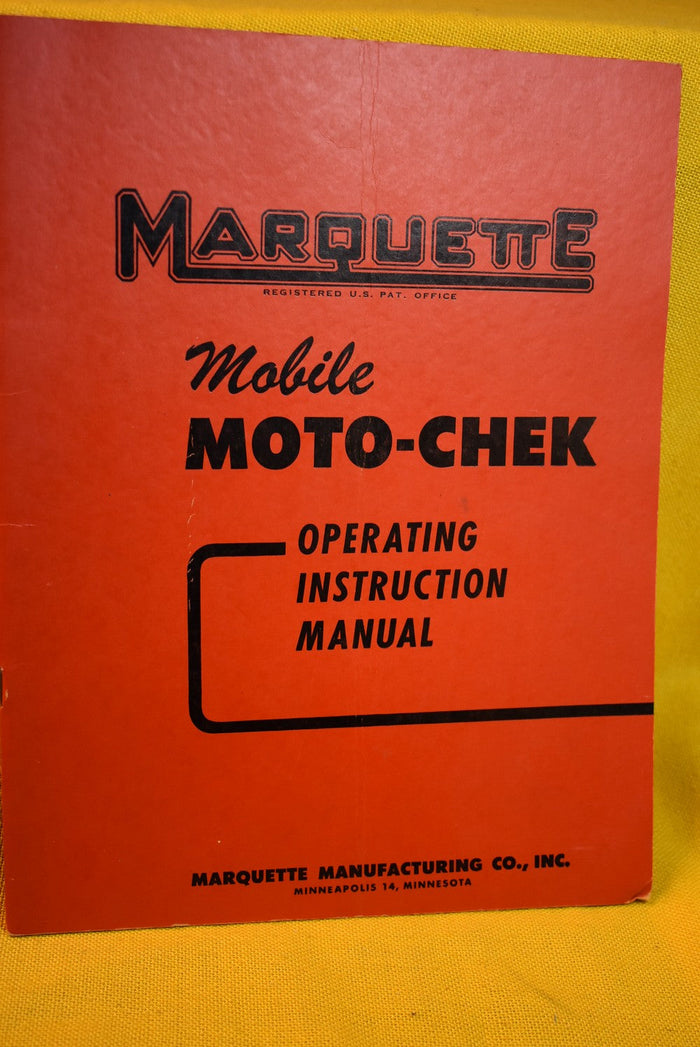 MARQUETTE
REGISTERED U.S. PAT. OFFICE
Mobile
MOTO-CHEK
OPERATING
INSTRUCTION
MANUAL
MARQUETTE MANUFACTURING CO., INC.
MINNEAPOLIS 14, MINNESOTA